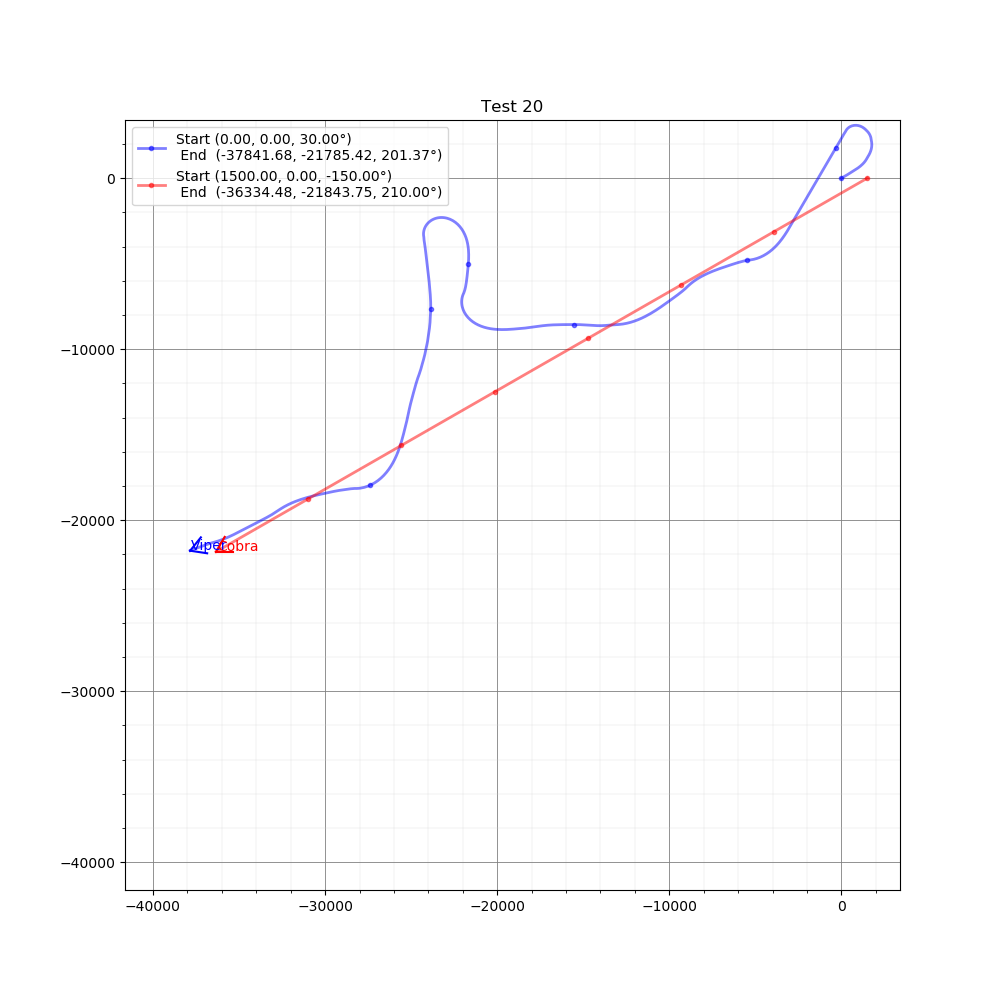 Test 20
Start (0.00, 0.00, 30.00°)
End (-37841.68, -21785.42, 201.37°)
Start (1500.00, 0.00, -150.00°)
End (-36334.48, -21843.75, 210.00°)
0
−10000
−20000
−30000
−40000
Viper
Cobra
−40000
−30000
−20000
−10000
0